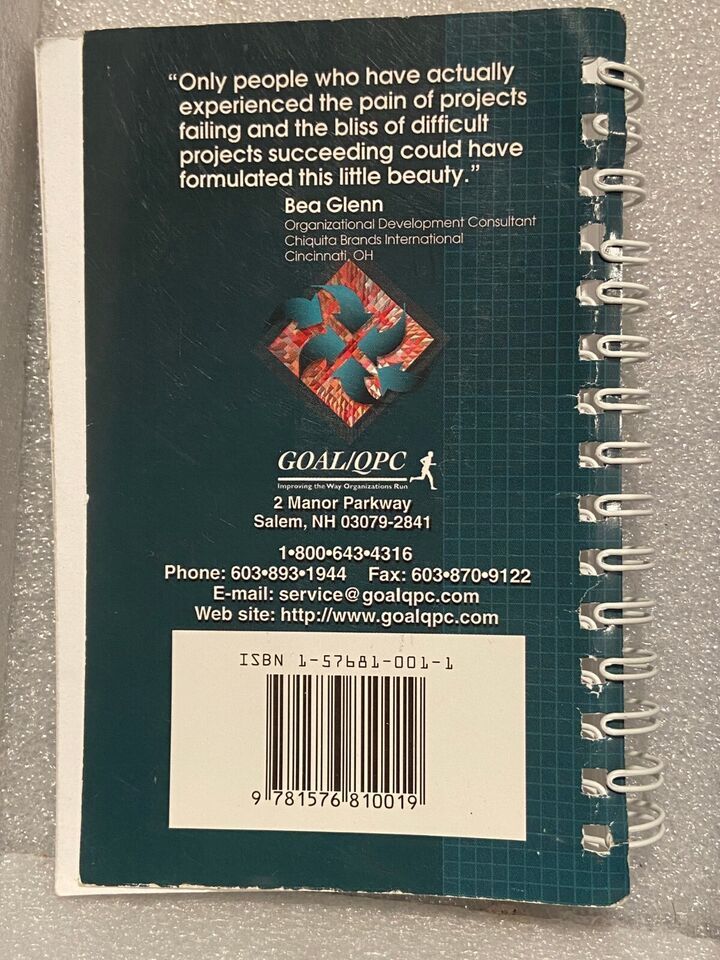 “Only people who have actually
experienced the pain of projects
failing and the bliss of difficult
projects succeeding could have
formulated this little beauty.”
Bea Glenn
Organizational Development Consultant
Chiquita Brands International
Cincinnati, OH
GOAL/QPC
Improving the Way Organizations Run
2 Manor Parkway
Salem, NH 03079-2841
1•800•643•4316
Phone: 603•893•1944 Fax: 603•870•9122
E-mail: service@goalqpc.com
Web site: http://www.goalqpc.com
ISBN 1-57681-001-1
9 781576 810019